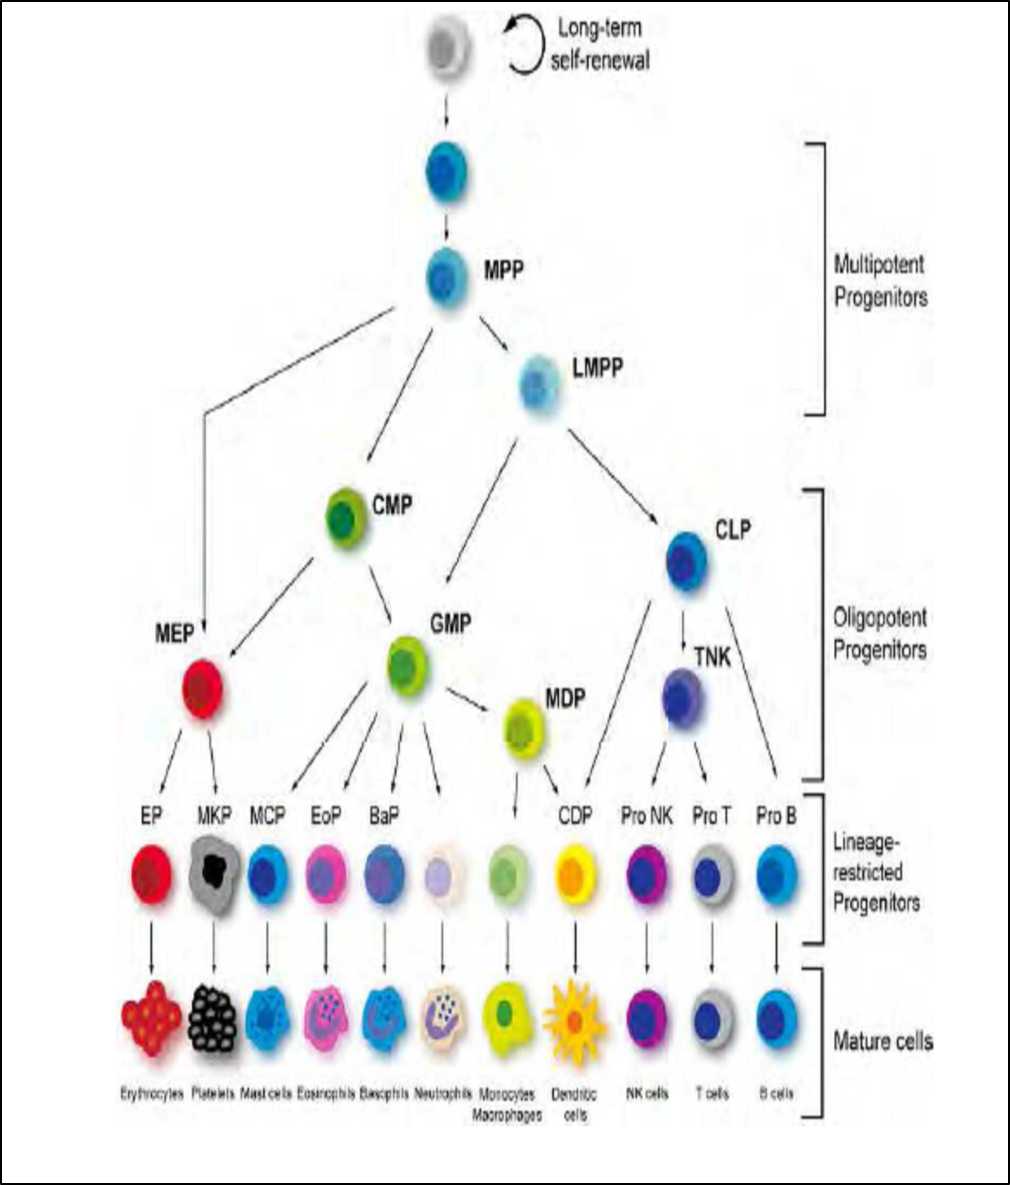 Long-term
self-renewal
MPP
Multipotent
Progenitors
LMPP
CMP
CLP
MEP
GMP
Oligopotent
Progenitors
TNK
MDP
EP MKP MCP EoP BaP CDP Pro NK Pro T Pro B
Lineage-
restricted
Progenitors
Mature cells
Erythrocytes Platelets Mast cells Eosinophils Basophils Neutrophils Monocytes Dendritic NK cells T cells B cells
Macrophages cells